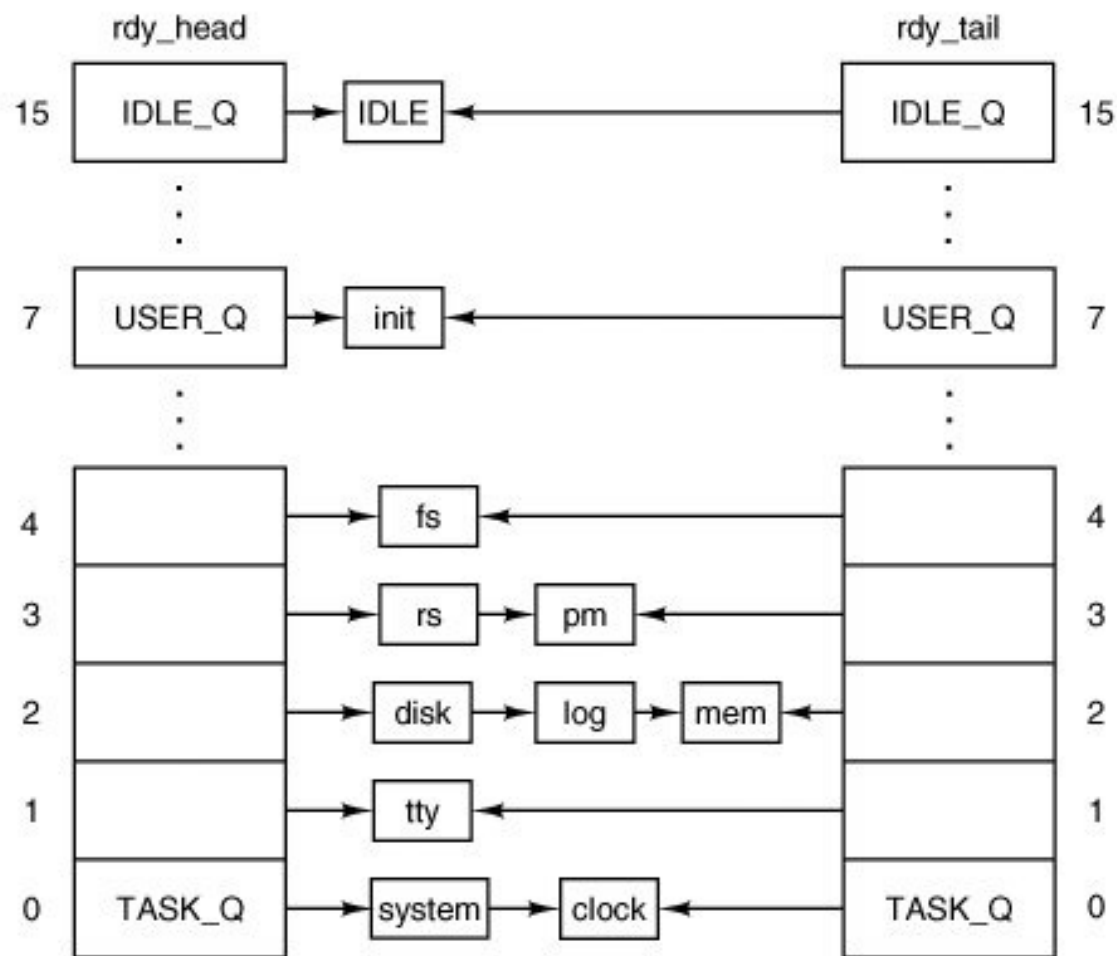 rdy_head rdy_tail
15 IDLE_Q IDLE IDLE_Q 15
7 USER_Q init USER_Q 7
4 fs 4
3 rs pm 3
2 disk log mem 2
1 tty 1
0 TASK_Q system clock TASK_Q 0